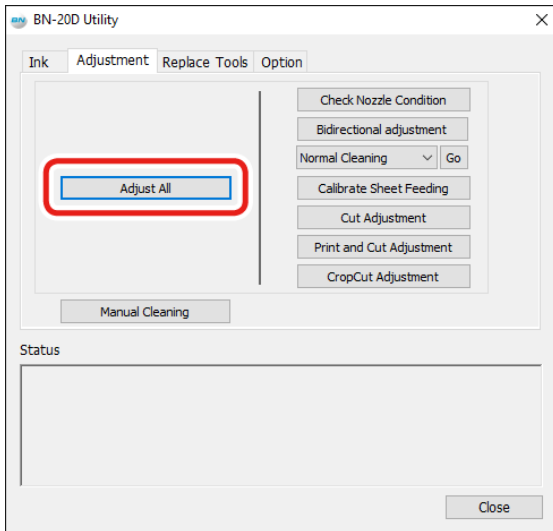 BN BN-20D Utility
Ink Adjustment Replace Tools Option
Adjust All
Manual Cleaning
Check Nozzle Condition
Bidirectional adjustment
Normal Cleaning Go
Calibrate Sheet Feeding
Cut Adjustment
Print and Cut Adjustment
CropCut Adjustment
Status
Close